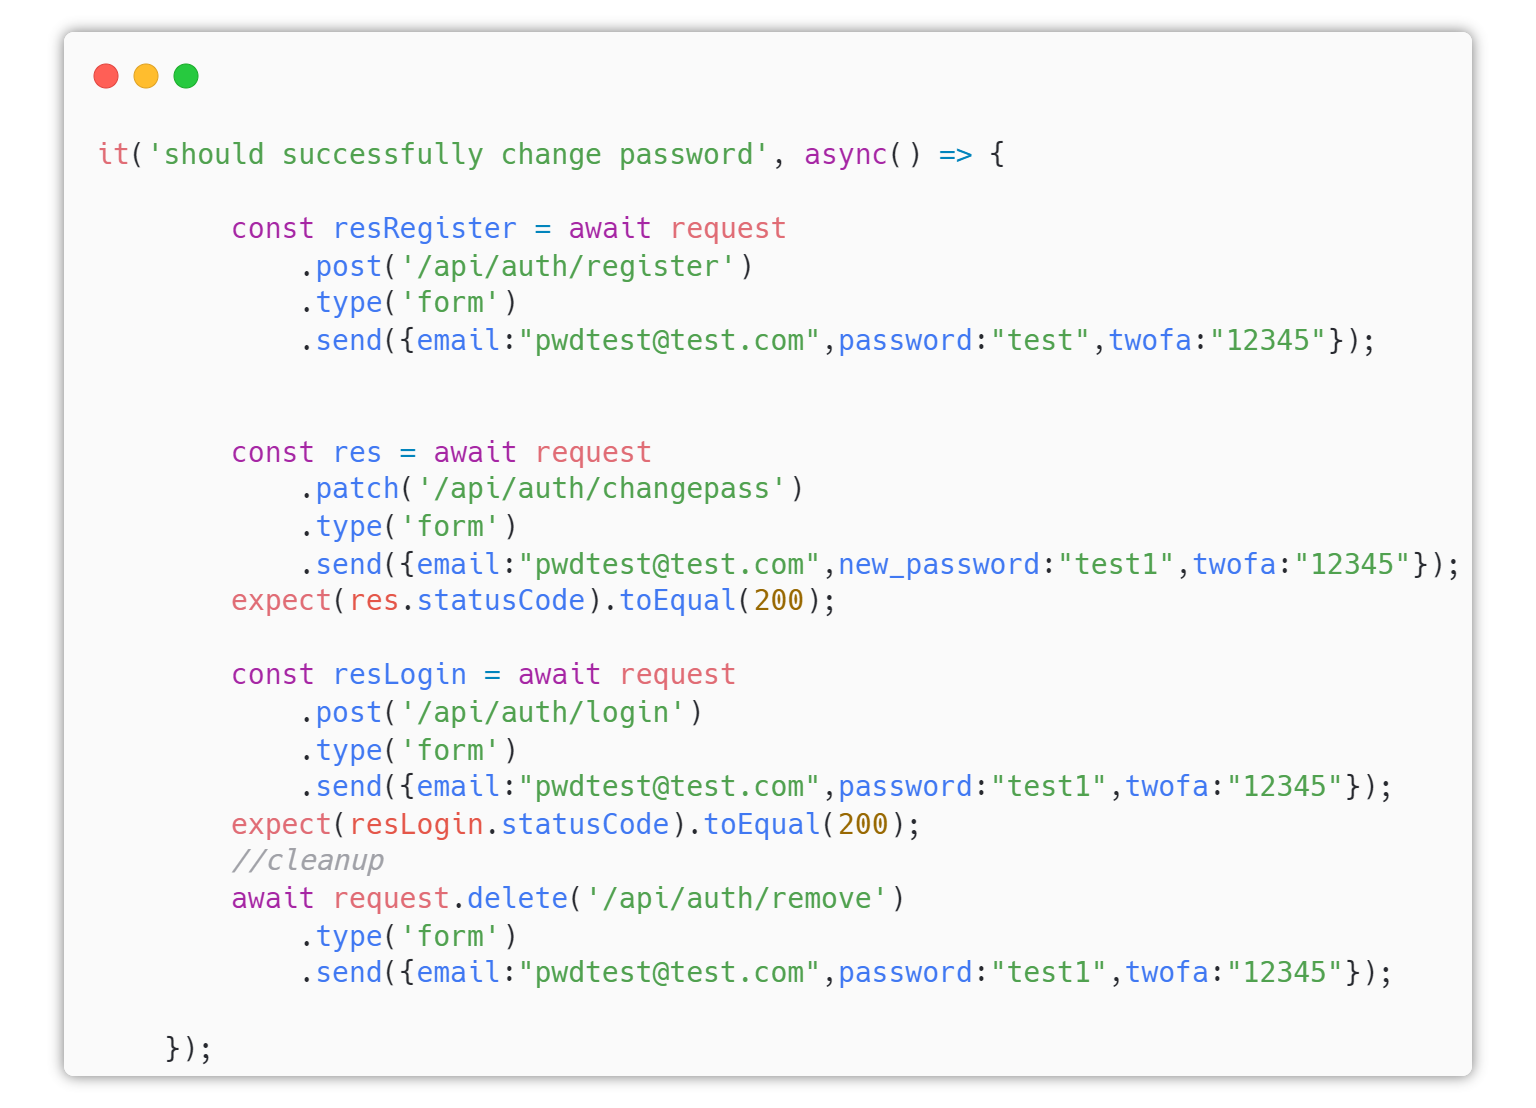 it('should successfully change password', async() => {
const resRegister = await request
.post('/api/auth/register')
.type('form')
.send({email:"pwdtest@test.com",password:"test",twofa:"12345"});
const res = await request
.patch('/api/auth/changepass')
.type('form')
.send({email:"pwdtest@test.com",new_password:"test1",twofa:"12345"});
expect(res.statusCode).toEqual(200);
const resLogin = await request
.post('/api/auth/login')
.type('form')
.send({email:"pwdtest@test.com",password:"test1",twofa:"12345"});
expect(resLogin.statusCode).toEqual(200);
//cleanup
await request.delete('/api/auth/remove')
.type('form')
.send({email:"pwdtest@test.com",password:"test1",twofa:"12345"});
});